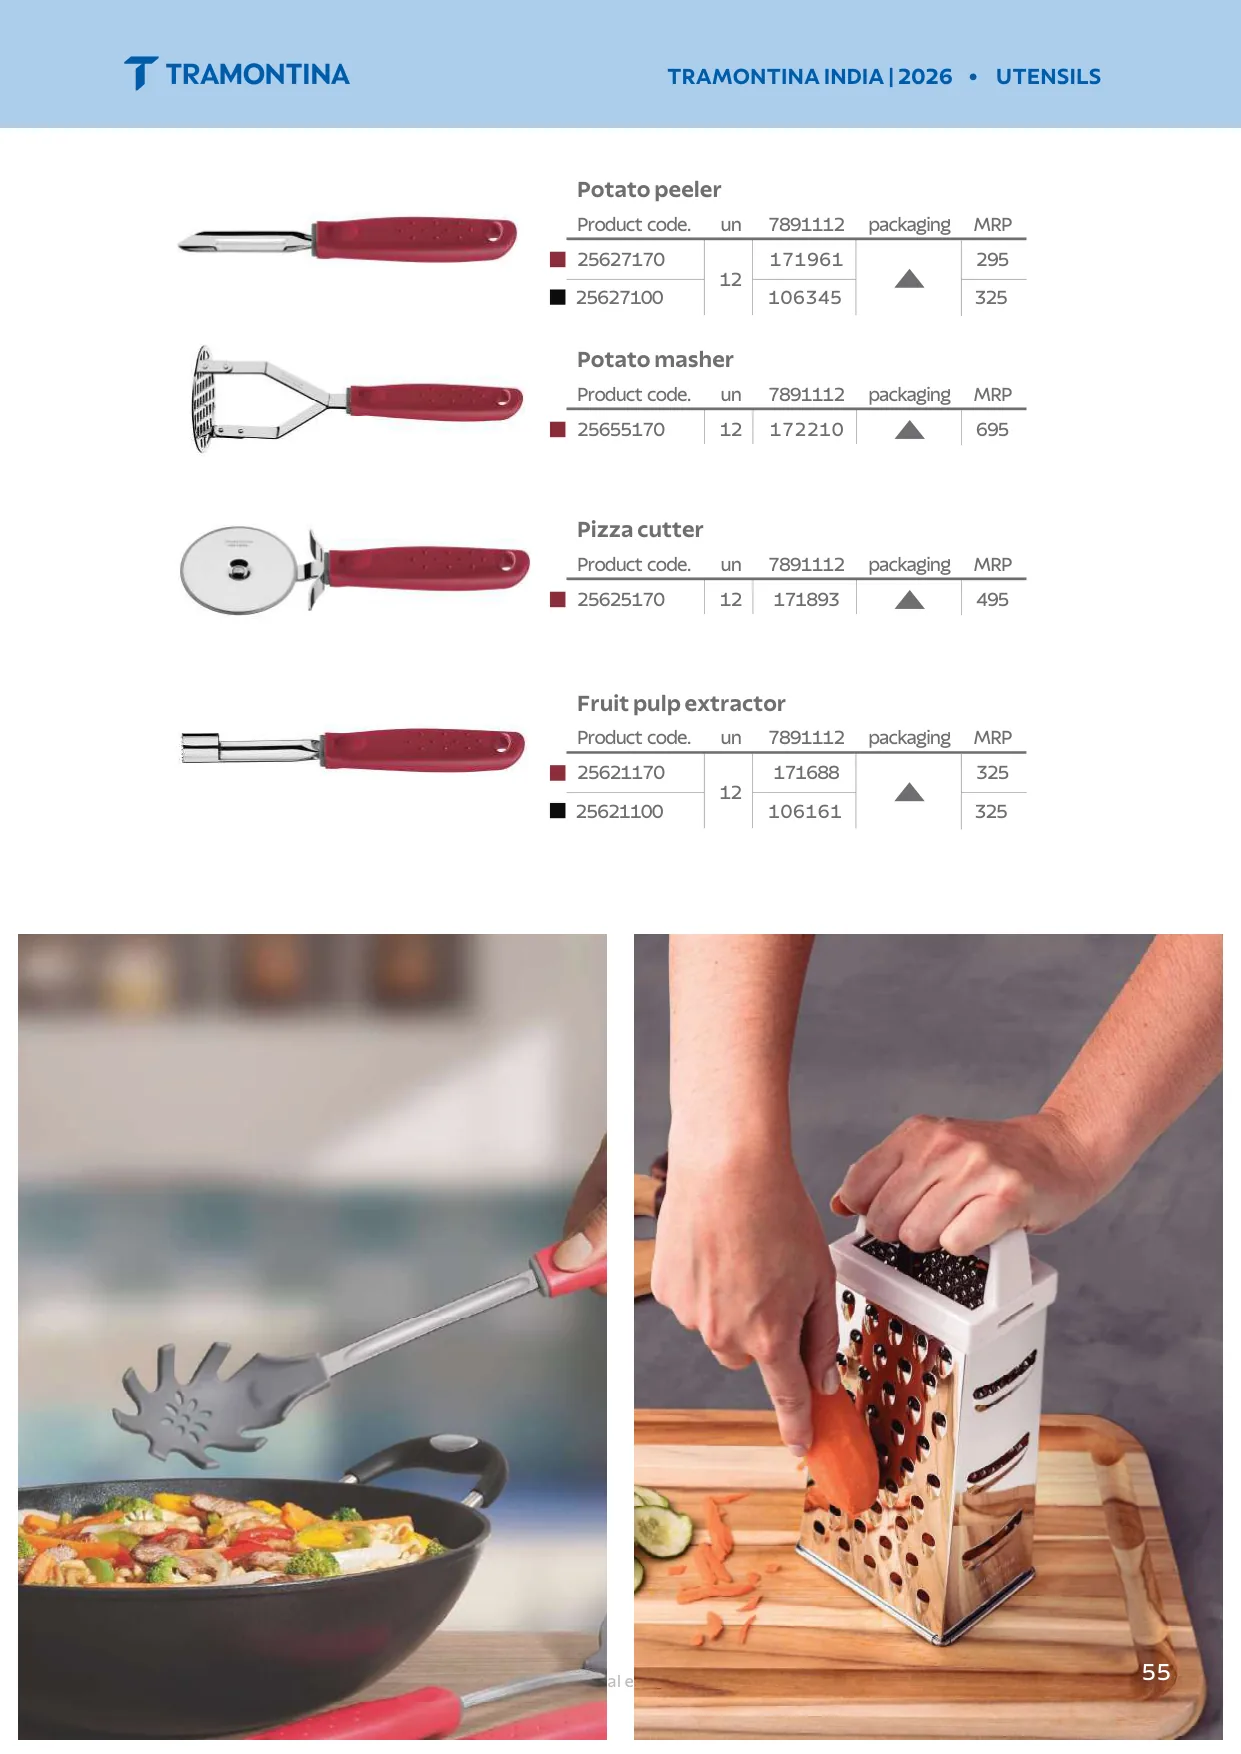 TRAMONTINA
TRAMONTINA INDIA | 2026 • UTENSILS
Potato peeler
Product code. un 7891112 packaging MRP
25627170 12 171961 295
25627100 106345 325
Potato masher
Product code. un 7891112 packaging MRP
25655170 12 172210 695
Pizza cutter
Product code. un 7891112 packaging MRP
25625170 12 171893 495
Fruit pulp extractor
Product code. un 7891112 packaging MRP
25621170 12 171688 325
25621100 106161 325
al e
55